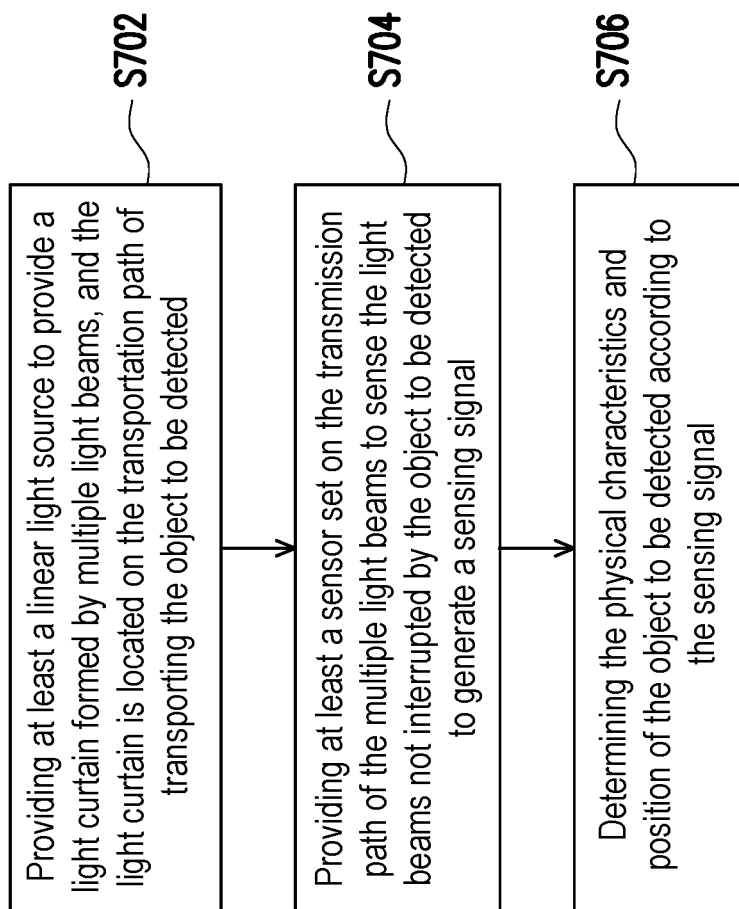 Providing at least a linear light source to provide a
light curtain formed by multiple light beams, and the
light curtain is located on the transportation path of
transporting the object to be detected
S702
Providing at least a sensor set on the transmission
path of the multiple light beams to sense the light
beams not interrupted by the object to be detected
to generate a sensing signal
S704
Determining the physical characteristics and
position of the object to be detected according to
the sensing signal
S706